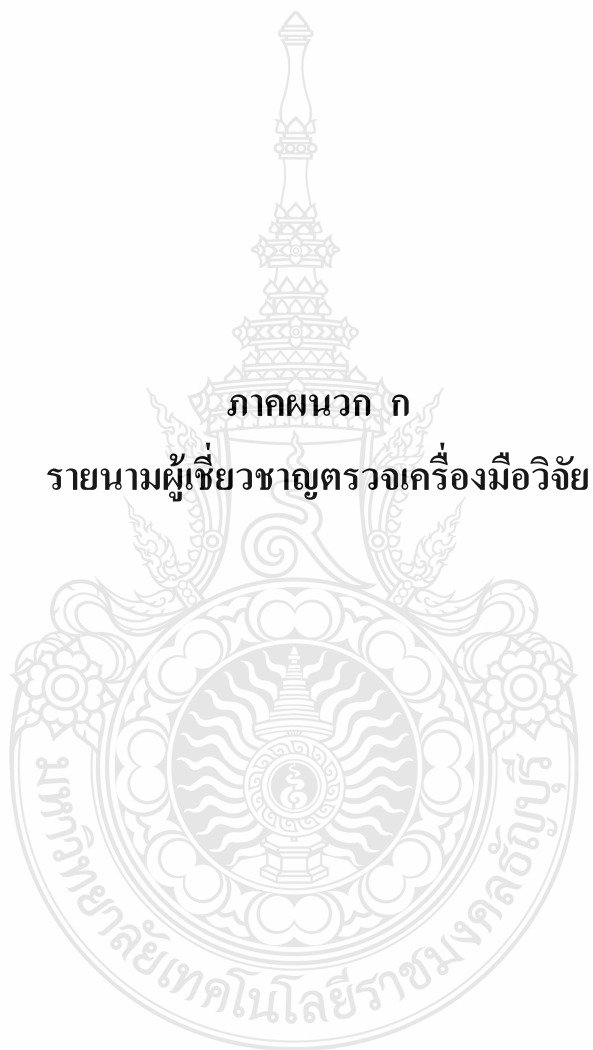 ภาคผนวก ก
รายนามผู้เชี่ยวชาญตรวจเครื่องมือวิจัย
มหาวิทยาลัยเทคโนโลยีราชมงคลธัญบุรี